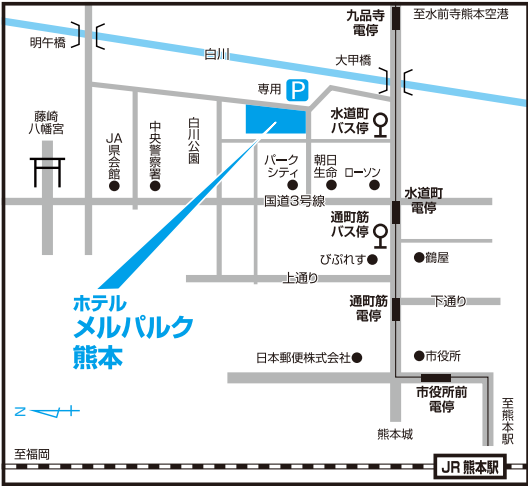 九品寺
電停
至水前寺熊本空港
明午橋
白川
大甲橋
専用
P
藤崎
八幡宮
JA
県会館
中央警察署
白川公園
水道町
バス停
パーク
シティ
朝日
生命
ローソン
水道町
電停
国道3号線
通町筋
バス停
びぷれす
鶴屋
上通り
ホテル
メルパルク
熊本
通町筋
電停
下通り
日本郵便株式会社
市役所
市役所前
電停
至熊本駅
Z
熊本城
至福岡
JR 熊本駅